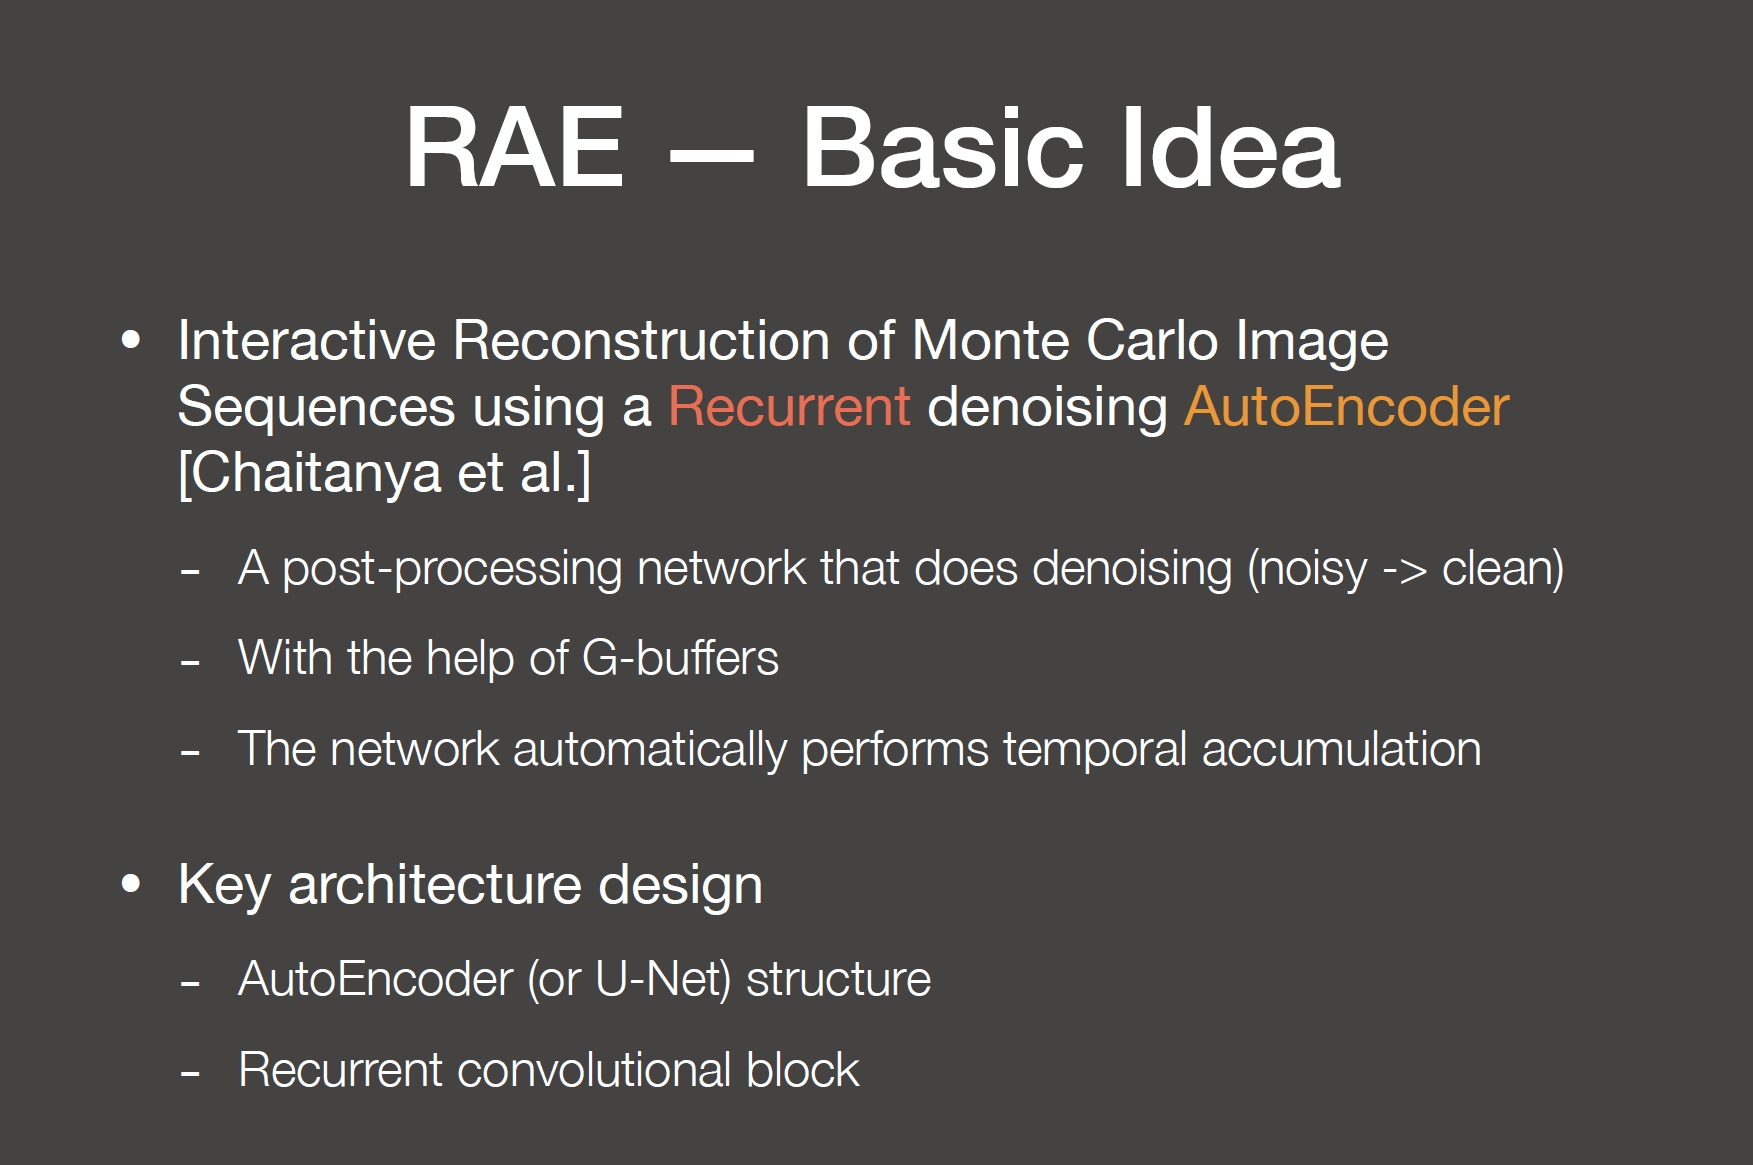 RAE — Basic Idea
• Interactive Reconstruction of Monte Carlo Image
Sequences using a Recurrent denoising AutoEncoder
[Chaitanya et al.]
- A post-processing network that does denoising (noisy -> clean)
- With the help of G-buffers
- The network automatically performs temporal accumulation
• Key architecture design
- AutoEncoder (or U-Net) structure
- Recurrent convolutional block